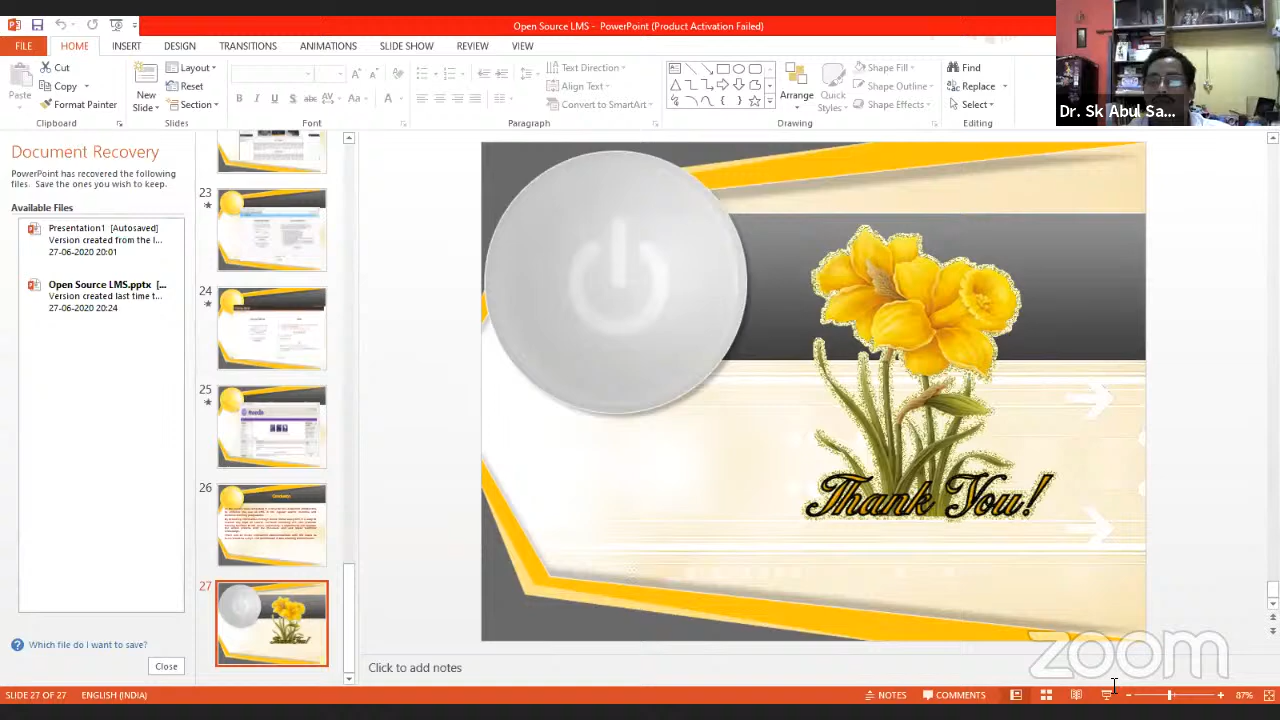 Open Source LMS - PowerPoint (Product Activation Failed)
FILE HOME INSERT DESIGN TRANSITIONS ANIMATIONS SLIDE SHOW REVIEW VIEW
Paste
Cut
Copy
Format Painter
Clipboard
New
Slide
Layout
Reset
Section
Slides
Font
Text Direction
Align Text
Convert to SmartArt
Paragraph
Arrange
Quick
Styles
Shape Fill
Shape Outline
Shape Effects
Drawing
Find
Replace
Select
Editing
Dr. Sk Abul Sa...
Document Recovery
PowerPoint has recovered the following
files. Save the ones you wish to keep.
Available Files
Presentation1 [Autosaved]
Version created from the l...
27-06-2020 20:01
Open Source LMS.pptx [...
Version created last time t...
27-06-2020 20:24
Which file do I want to save?
Close
23
24
25
26
27
Thank You!
Click to add notes
zoom
SLIDE 27 OF 27 ENGLISH (INDIA)
NOTES COMMENTS 87%